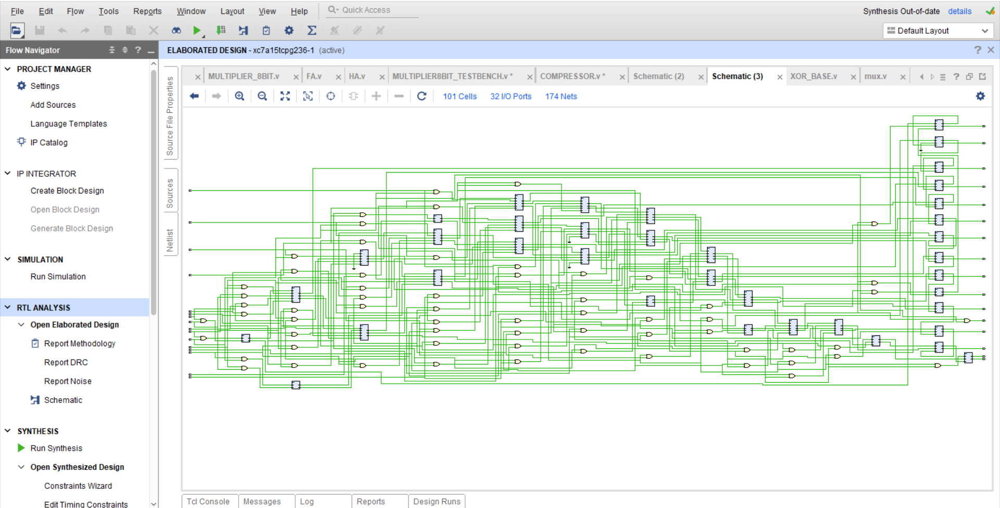 File Edit Flow Tools Reports Window Layout View Help Quick Access Synthesis Out-of-date details
Default Layout
Flow Navigator
ELABORATED DESIGN - xc7a15tcpg236-1 (active)
PROJECT MANAGER
Settings
Add Sources
Language Templates
IP Catalog
IP INTEGRATOR
Create Block Design
Open Block Design
Generate Block Design
SIMULATION
Run Simulation
RTL ANALYSIS
Open Elaborated Design
Report Methodology
Report DRC
Report Noise
Schematic
SYNTHESIS
Run Synthesis
Open Synthesized Design
Constraints Wizard
Edit Timing Constraints
Source File Properties
Sources
Netlist
MULTIPLIER_8BIT.v FA.v HA.v MULTIPLIER8BIT_TESTBENCH.v * COMPRESSOR.v * Schematic (2) Schematic (3) XOR_BASE.v mux.v
101 Cells 32 I/O Ports 174 Nets
Tcl Console Messages Log Reports Design Runs